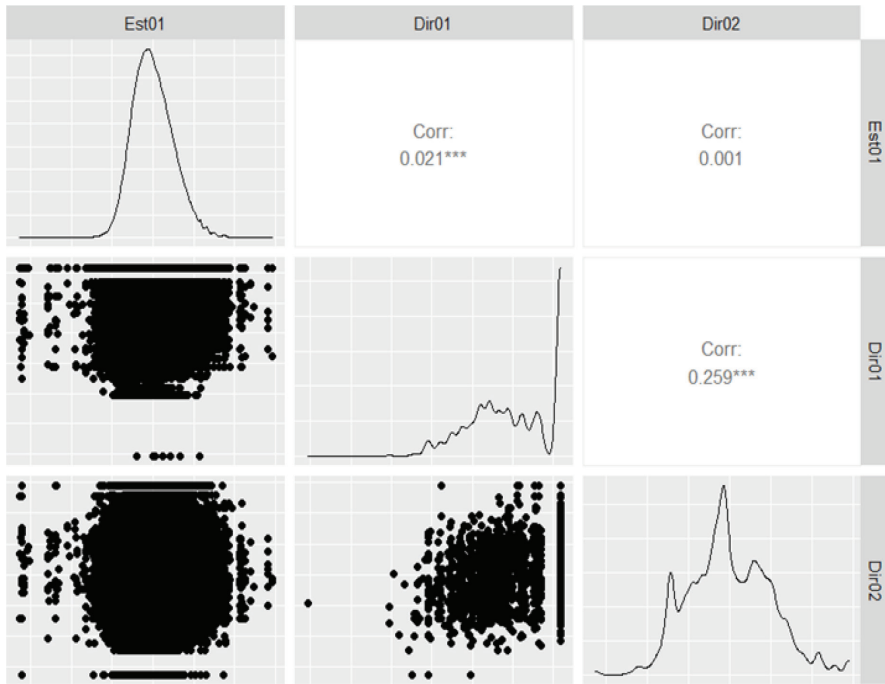 Est01
Dir01
Dir02
Corr:
0.021***
Corr:
0.001
Est01
Corr:
0.259***
Dir01
Dir02